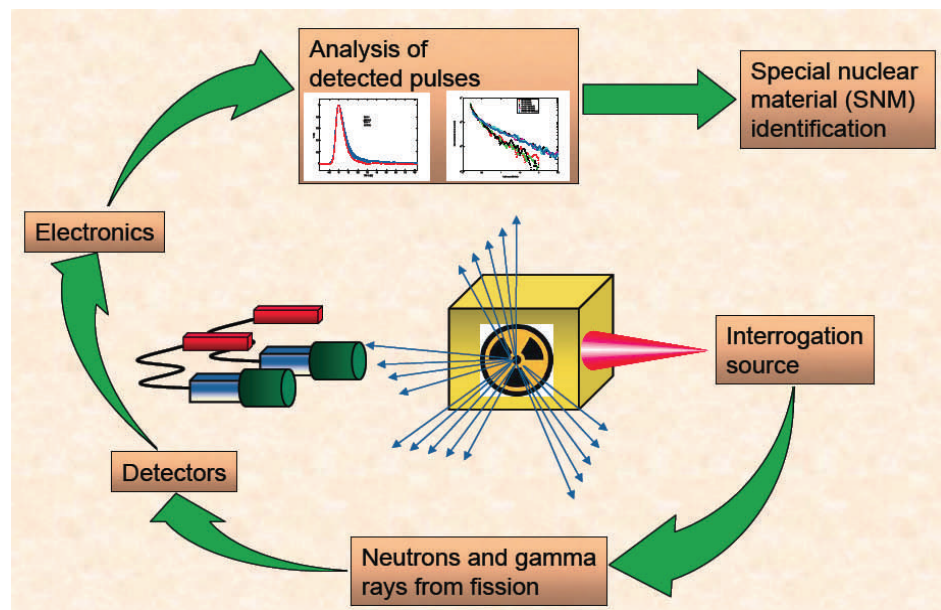 Analysis of
detected pulses
Special nuclear
material (SNM)
identification
Electronics
Interrogation
source
Detectors
Neutrons and gamma
rays from fission